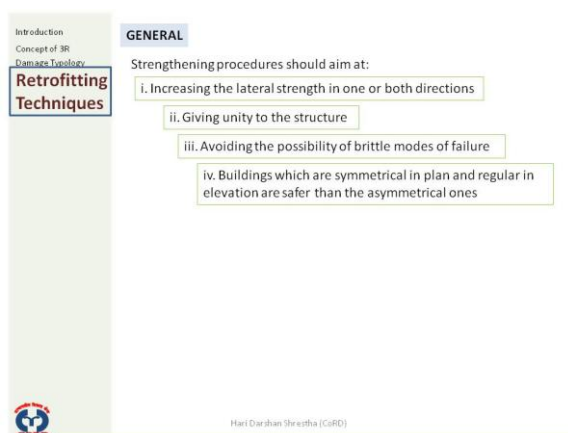 Introduction
Concept of 3R
Damage Typology
Retrofitting
Techniques
GENERAL
Strengthening procedures should aim at:
i. Increasing the lateral strength in one or both directions
ii. Giving unity to the structure
iii. Avoiding the possibility of brittle modes of failure
iv. Buildings which are symmetrical in plan and regular in
elevation are safer than the asymmetrical ones
Hari Darshan Shrestha (CoRD)